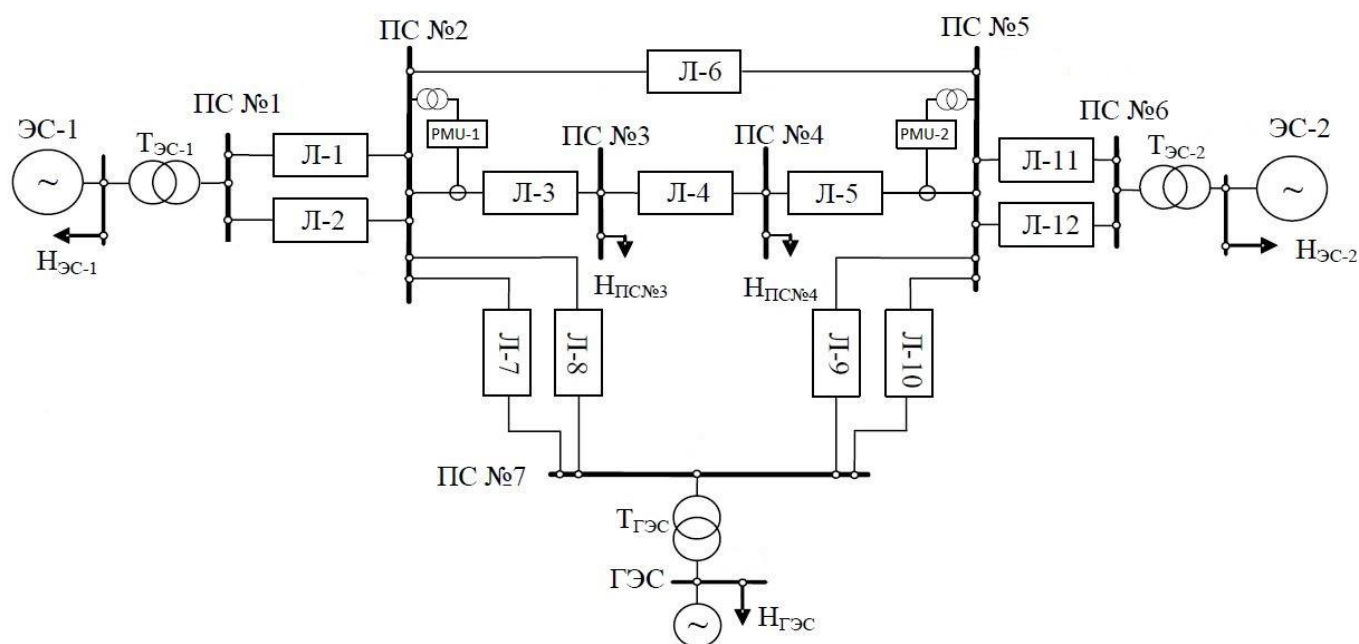 ПС №2
ПС №5
Л-6
ПС №1
ПС №6
ЭС-1
ТЭС-1
Л-1
PMU-1
ПС №3
ПС №4
PMU-2
Л-11
ТЭС-2
ЭС-2
~
Л-3
Л-4
Л-5
~
Л-2
Л-12
НЭС-1
НПС№3
НПС№4
НЭС-2
Л-7
Л-8
Л-9
Л-10
ПС №7
ТГЭС
ГЭС
НГЭС
~